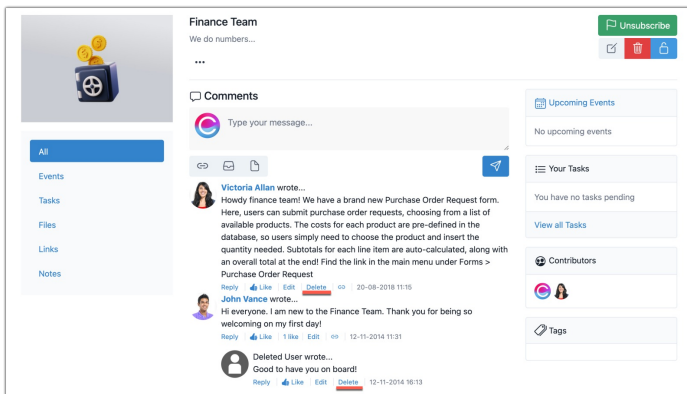 Finance Team
We do numbers...
...
Unsubscribe
All
Events
Tasks
Files
Links
Notes
Comments
Type your message...
Victoria Allan wrote...
Howdy finance team! We have a brand new Purchase Order Request form.
Here, users can submit purchase order requests, choosing from a list of
available products. The costs for each product are pre-defined in the
database, so users simply need to choose the product and insert the
quantity needed. Subtotals for each line item are auto-calculated, along with
an overall total at the end! Find the link in the main menu under Forms >
Purchase Order Request
Reply Like Edit Delete 20-08-2018 11:15
John Vance wrote...
Hi everyone. I am new to the Finance Team. Thank you for being so
welcoming on my first day!
Reply Like 1 like Edit 12-11-2014 11:31
Deleted User wrote...
Good to have you on board!
Reply Like Edit Delete 12-11-2014 16:13
Upcoming Events
No upcoming events
Your Tasks
You have no tasks pending
View all Tasks
Contributors
Tags